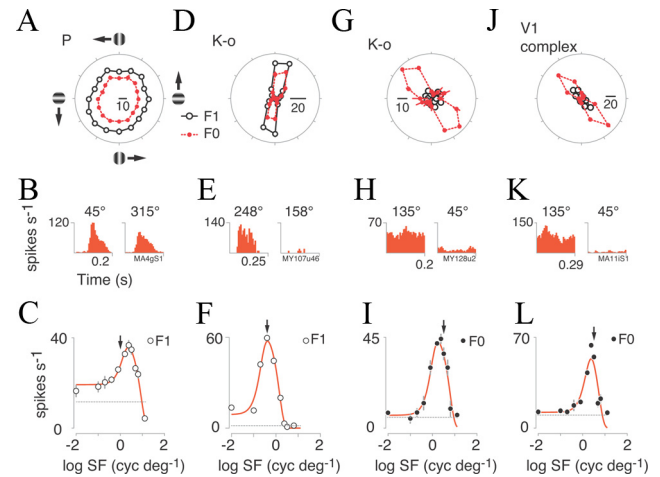 A
P
10
B
45°
315°
120
spikes s-1
0.2
MA4gS1
Time (s)
C
F1
40
spikes s-1
0
-2
0
2
log SF (cyc deg-1)
D
K-o
20
F1
F0
E
248°
158°
140
0.25
MY107u46
F
F1
60
0
-2
0
2
log SF (cyc deg-1)
G
K-o
10
H
135°
45°
70
0.2
MY128u2
I
F0
45
0
-2
0
2
log SF (cyc deg-1)
J
V1
complex
20
K
135°
45°
150
0.29
MA11iS1
L
F0
70
0
-2
0
2
log SF (cyc deg-1)